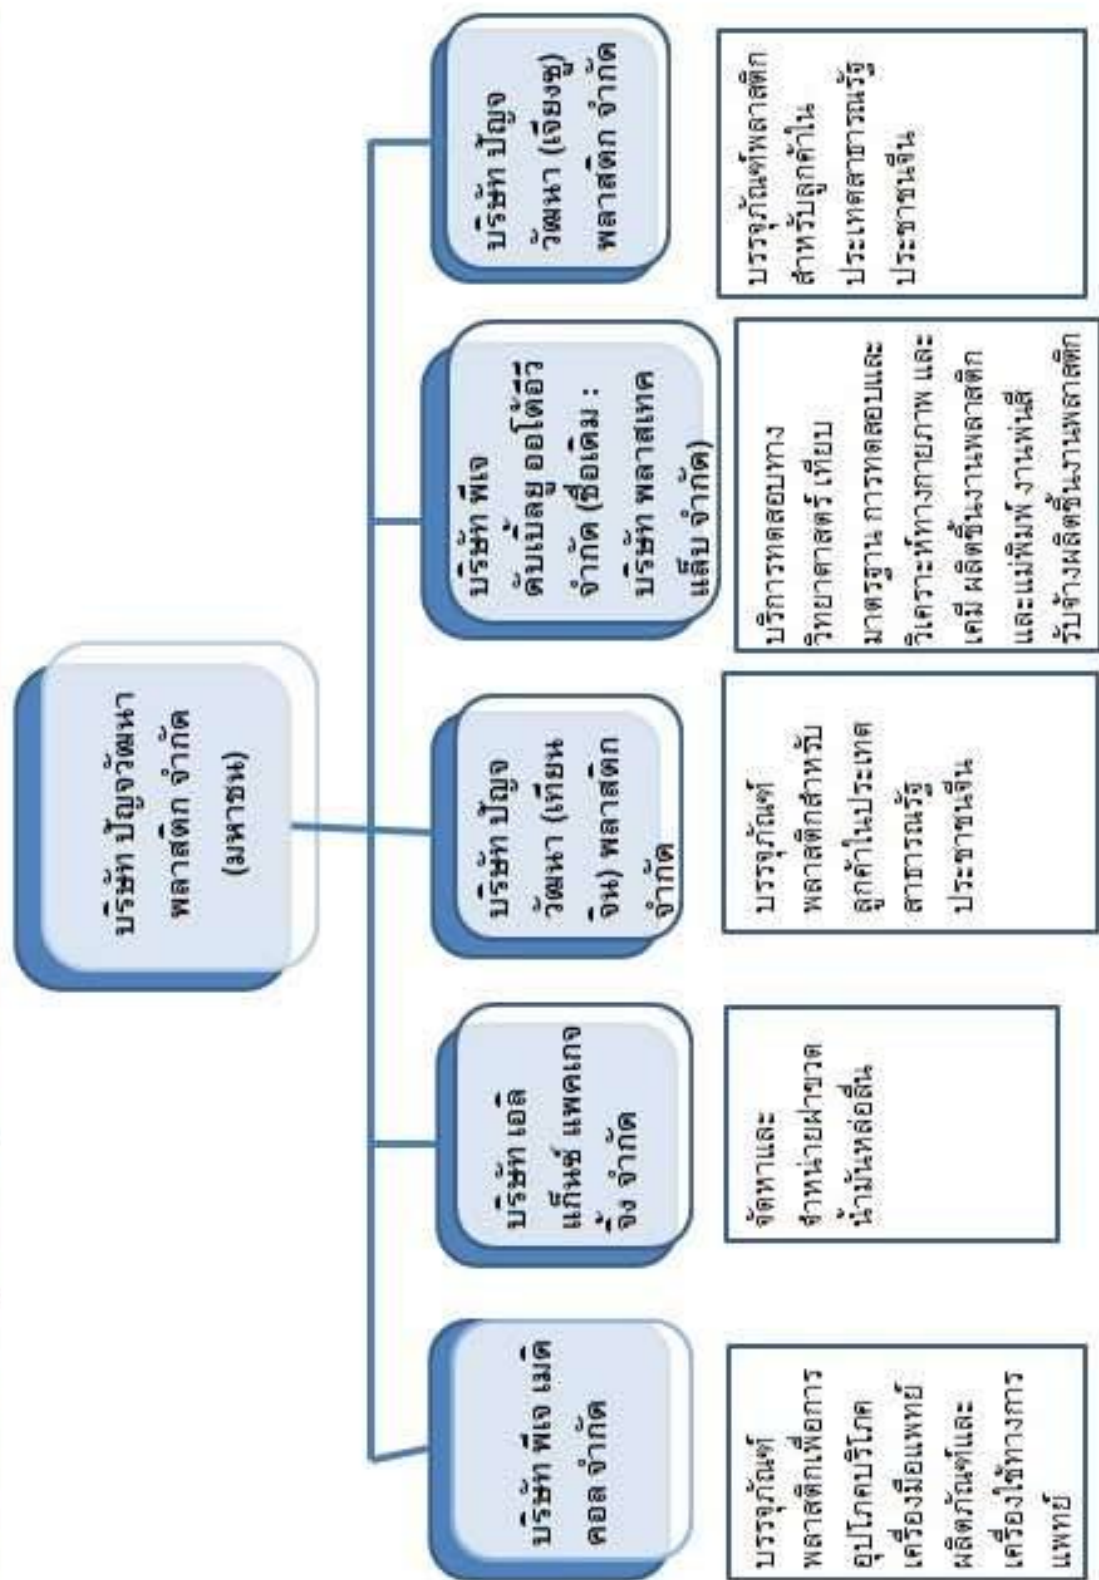 บริษัท ปัญจวัฒนา
พลาสติก จำกัด
(มหาชน)
บริษัท พีเจ เมดิ
คอล จำกัด
บริษัท เอลิ
แก็นซ์ แพคเกจ
จิ้ง จำกัด
บริษัท ปัญจ
วัฒนา (เทียน
จิน) พลาสติก
จำกัด
บริษัท พีเจ
ดับเบิ้ลยู ออโต้อีวี
จำกัด (ชื่อเดิม :
บริษัท พลาสเทค
แล็บ จำกัด)
บริษัท ปัญจ
วัฒนา (เจียงซู)
พลาสติก จำกัด
บรรจุภัณฑ์
พลาสติกเพื่อการ
อุปโภคบริโภค
เครื่องมือแพทย์
ผลิตภัณฑ์และ
เครื่องใช้ทางการ
แพทย์
จัดหาและ
จำหน่ายฝาขวด
น้ำมันหล่อลื่น
บรรจุภัณฑ์
พลาสติกสำหรับ
ลูกค้าในประเทศ
สาธารณรัฐ
ประชาชนจีน
บริการทดสอบทาง
วิทยาศาสตร์ เทียบ
มาตรฐาน การทดสอบและ
วิเคราะห์ทางกายภาพ และ
เคมี ผลิตชิ้นงานพลาสติก
และแม่พิมพ์ งานพ่นสี
รับจ้างผลิตชิ้นงานพลาสติก
บรรจุภัณฑ์พลาสติก
สำหรับลูกค้าใน
ประเทศสาธารณรัฐ
ประชาชนจีน